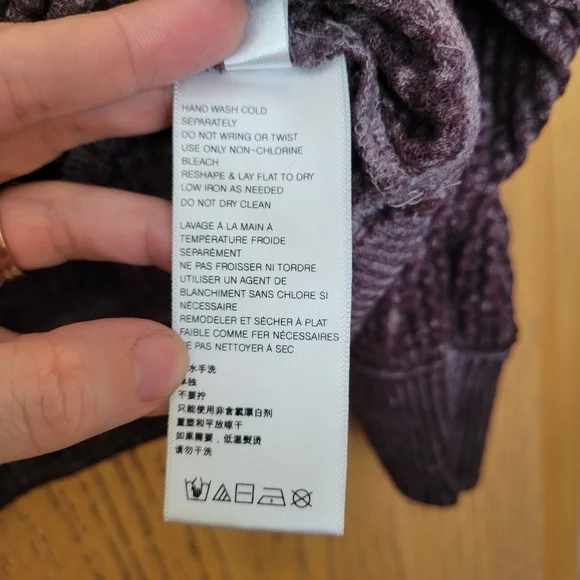 HAND WASH COLD
SEPARATELY
DO NOT WRING OR TWIST
USE ONLY NON-CHLORINE
BLEACH
RESHAPE & LAY FLAT TO DRY
LOW IRON AS NEEDED
DO NOT DRY CLEAN
LAVAGE À LA MAIN À
TEMPÉRATURE FROIDE
SÉPARÉMENT
NE PAS FROISSER NI TORDRE
UTILISER UN AGENT DE
BLANCHIMENT SANS CHLORE SI
NÉCESSAIRE
REMODELER ET SÈCHER À PLAT
FAIBLE COMME FER NÉCESSAIRES
NE PAS NETTOYER À SEC
水手洗
单独
不要拧
只能使用非含氯漂白剂
重塑和平放晾干
如果需要，低温熨烫
请勿干洗